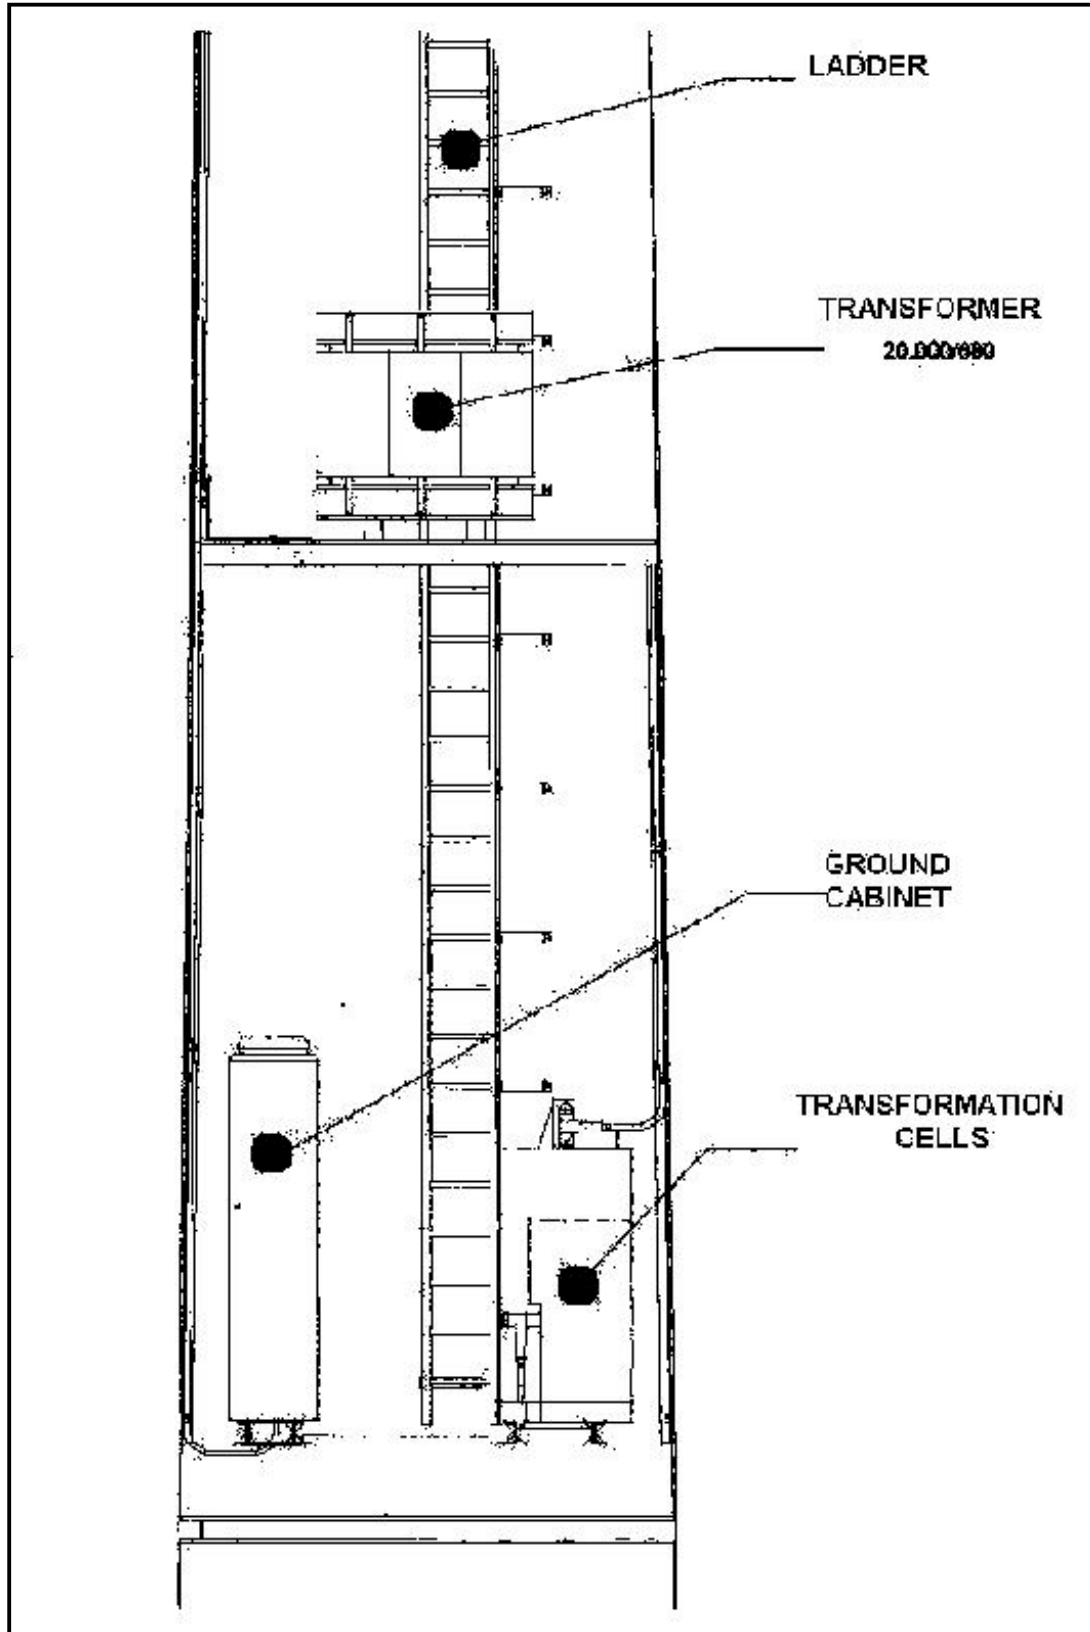 LADDER
TRANSFORMER
20.000/690
GROUND
CABINET
TRANSFORMATION
CELLS